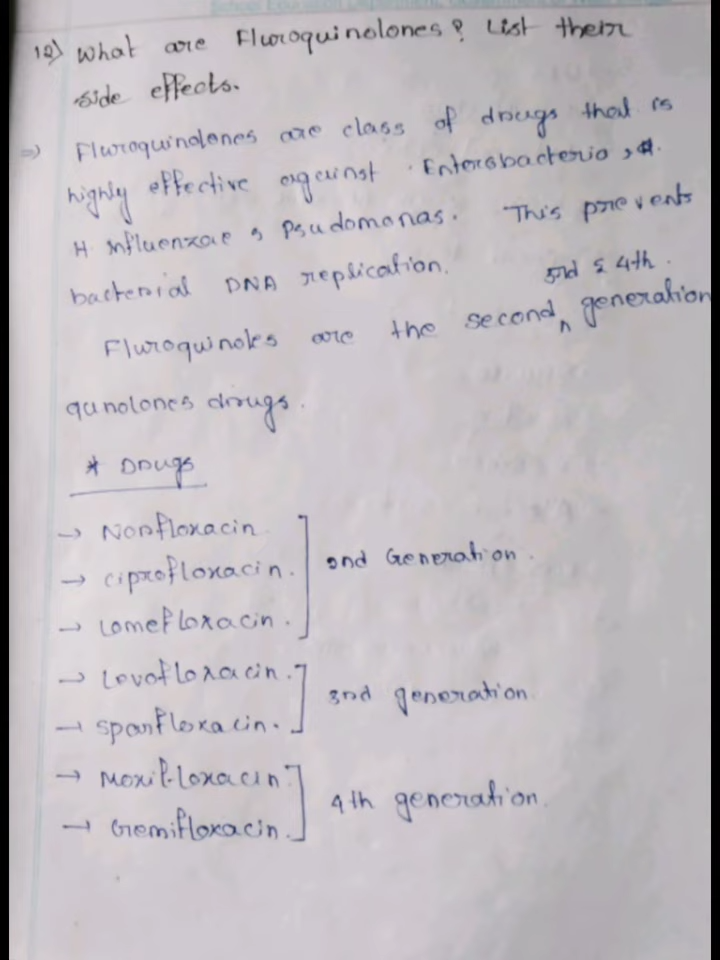 12) What are Fluroquinolones? List their
side effects.
=) Fluroquinolones are class of drugs that is
highly effective against Enterobacterio,
H Influenzae, Psudomonas. This prevents
bacterial DNA replication.
3rd & 4th.
Fluroquinoles are the second generation
qunolones drugs.
* Drugs
→ Norfloxacin
→ ciprofloxacin.
2nd Generation.
→ Lomefloxacin.
→ Levofloxacin.
3rd generation
→ Sparfloxacin.
→ Moxifloxacin
4th generation.
→ Gemifloxacin.